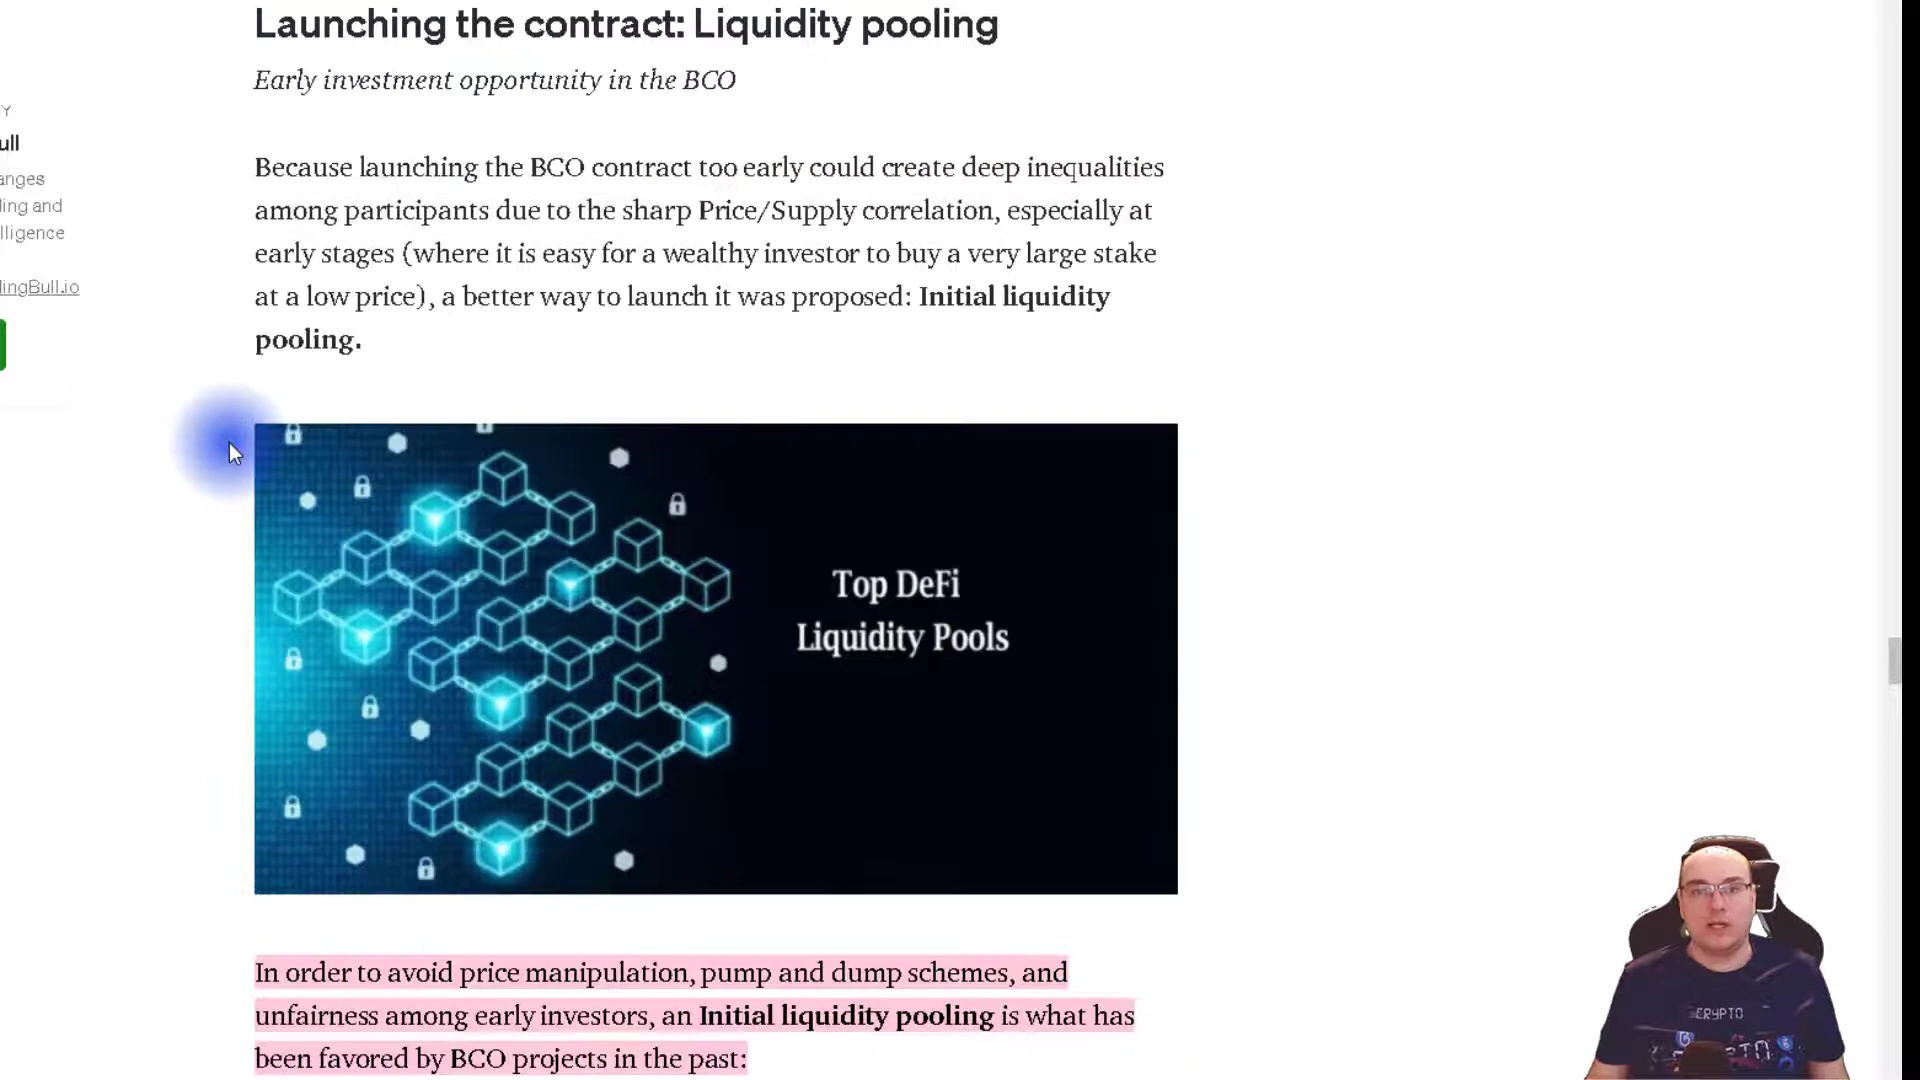 Launching the contract: Liquidity pooling
Early investment opportunity in the BCO
Y
ull
anges
ling and
lligence
lingBull.io
Because launching the BCO contract too early could create deep inequalities
among participants due to the sharp Price/Supply correlation, especially at
early stages (where it is easy for a wealthy investor to buy a very large stake
at a low price), a better way to launch it was proposed: Initial liquidity
pooling.
Top DeFi
Liquidity Pools
In order to avoid price manipulation, pump and dump schemes, and
unfairness among early investors, an Initial liquidity pooling is what has
been favored by BCO projects in the past:
CRYPTO